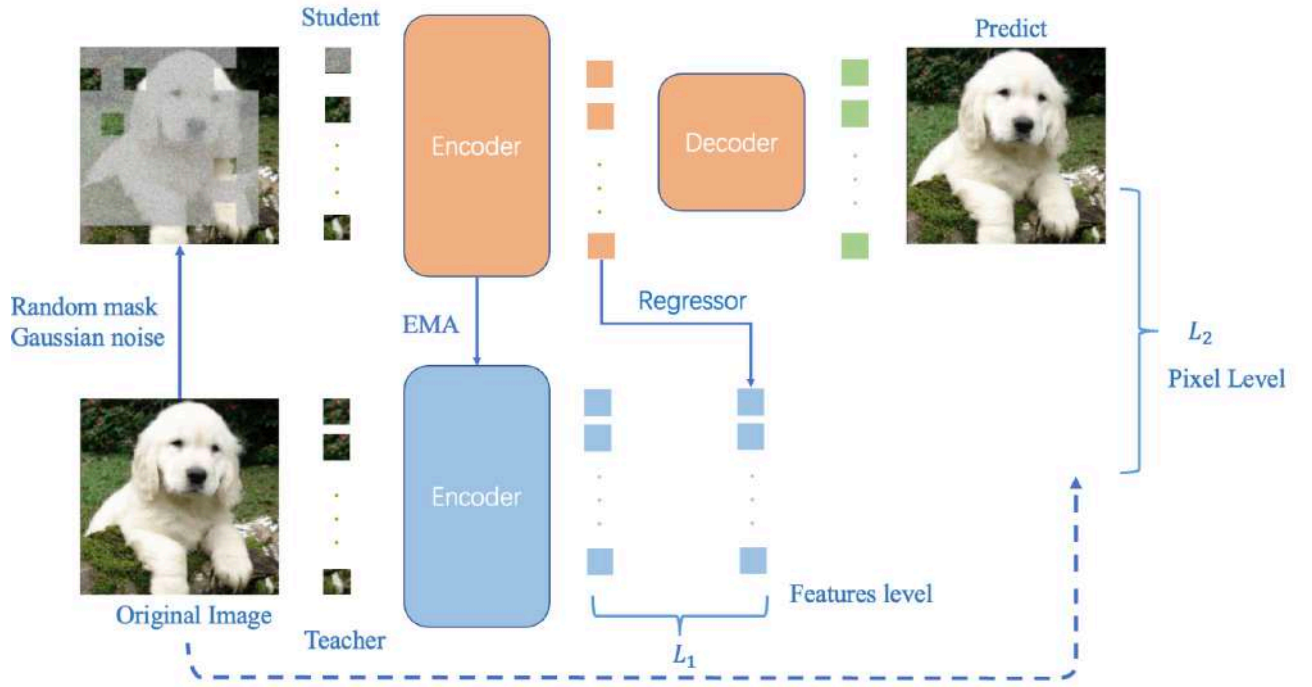 Student
Predict
Encoder
Decoder
Random mask
Gaussian noise
EMA
Regressor
L₂
Pixel Level
Encoder
Original Image
Teacher
Features level
L₁